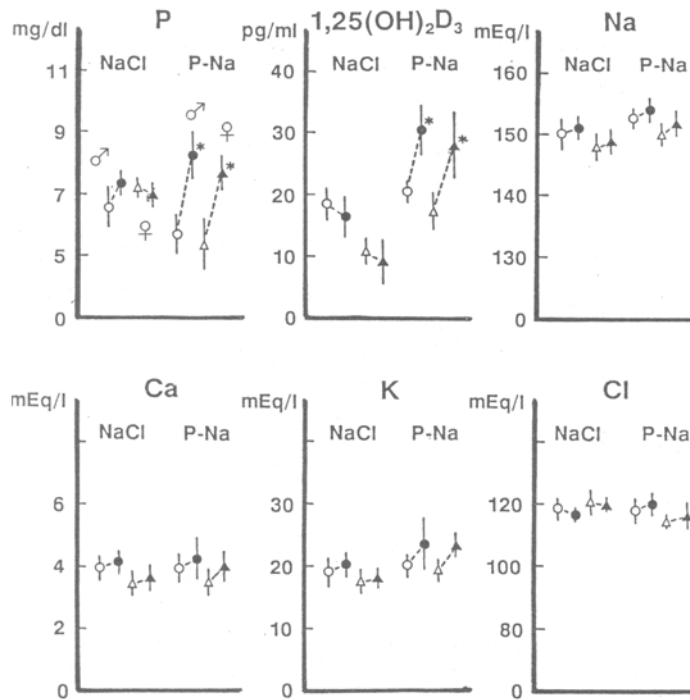 P
mg/dl
NaCl P-Na
♂ ♀
♂ * *
♀
11
9
7
5
0
1,25(OH)₂D₃
pg/ml
NaCl P-Na
* *
40
30
20
10
0
Na
mEq/l
NaCl P-Na
160
150
140
130
0
Ca
mEq/l
NaCl P-Na
6
4
2
0
K
mEq/l
NaCl P-Na
30
20
10
0
Cl
mEq/l
NaCl P-Na
120
100
80
0